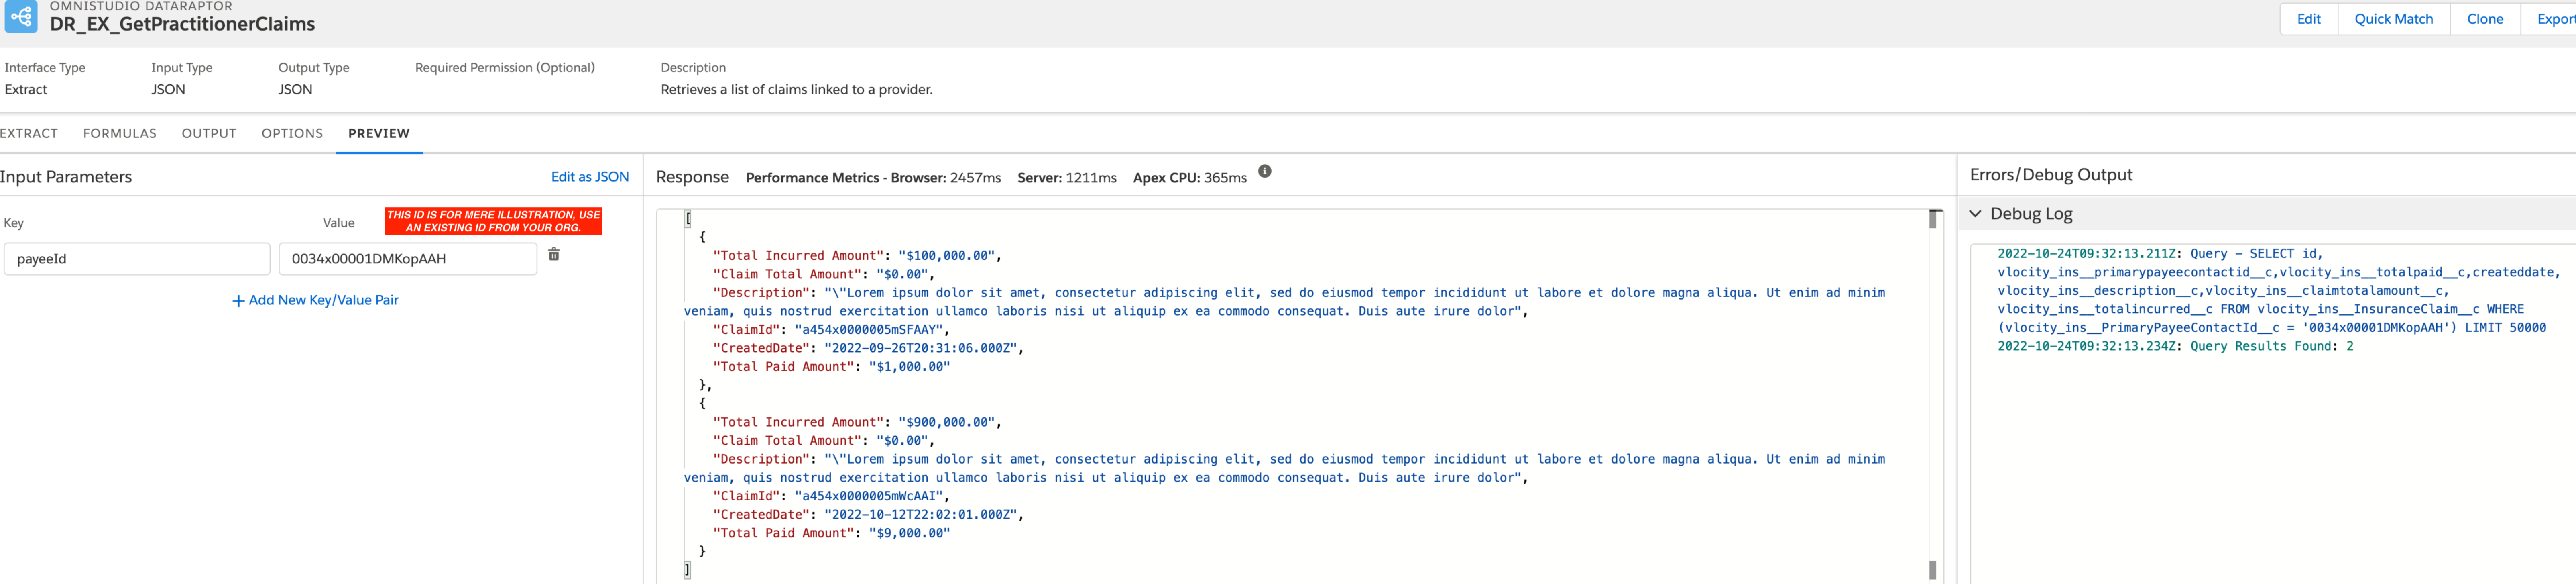 OMNISTUDIO DATARAPTOR
DR_EX_GetPractitionerClaims
Edit
Quick Match
Clone
Export
Interface Type
Input Type
Output Type
Required Permission (Optional)
Description
Extract
JSON
JSON
Retrieves a list of claims linked to a provider.
EXTRACT
FORMULAS
OUTPUT
OPTIONS
PREVIEW
Input Parameters
Edit as JSON
Key
Value
THIS ID IS FOR MERE ILLUSTRATION, USE
AN EXISTING ID FROM YOUR ORG.
payeeId
0034x00001DMKopAAH
+ Add New Key/Value Pair
Response Performance Metrics - Browser: 2457ms Server: 1211ms Apex CPU: 365ms
[
{
"Total Incurred Amount": "$100,000.00",
"Claim Total Amount": "$0.00",
"Description": "\"Lorem ipsum dolor sit amet, consectetur adipiscing elit, sed do eiusmod tempor incididunt ut labore et dolore magna aliqua. Ut enim ad minim
veniam, quis nostrud exercitation ullamco laboris nisi ut aliquip ex ea commodo consequat. Duis aute irure dolor",
"ClaimId": "a454x0000005mSFAAY",
"CreatedDate": "2022-09-26T20:31:06.000Z",
"Total Paid Amount": "$1,000.00"
},
{
"Total Incurred Amount": "$900,000.00",
"Claim Total Amount": "$0.00",
"Description": "\"Lorem ipsum dolor sit amet, consectetur adipiscing elit, sed do eiusmod tempor incididunt ut labore et dolore magna aliqua. Ut enim ad minim
veniam, quis nostrud exercitation ullamco laboris nisi ut aliquip ex ea commodo consequat. Duis aute irure dolor",
"ClaimId": "a454x0000005mWcAAI",
"CreatedDate": "2022-10-12T22:02:01.000Z",
"Total Paid Amount": "$9,000.00"
}
]
Errors/Debug Output
Debug Log
2022-10-24T09:32:13.211Z: Query - SELECT id,
vlocity_ins__primarypayeecontactid__c,vlocity_ins__totalpaid__c,createddate,
vlocity_ins__description__c,vlocity_ins__claimtotalamount__c,
vlocity_ins__totalincurred__c FROM vlocity_ins__InsuranceClaim__c WHERE
(vlocity_ins__PrimaryPayeeContactId__c = '0034x00001DMKopAAH') LIMIT 50000
2022-10-24T09:32:13.234Z: Query Results Found: 2